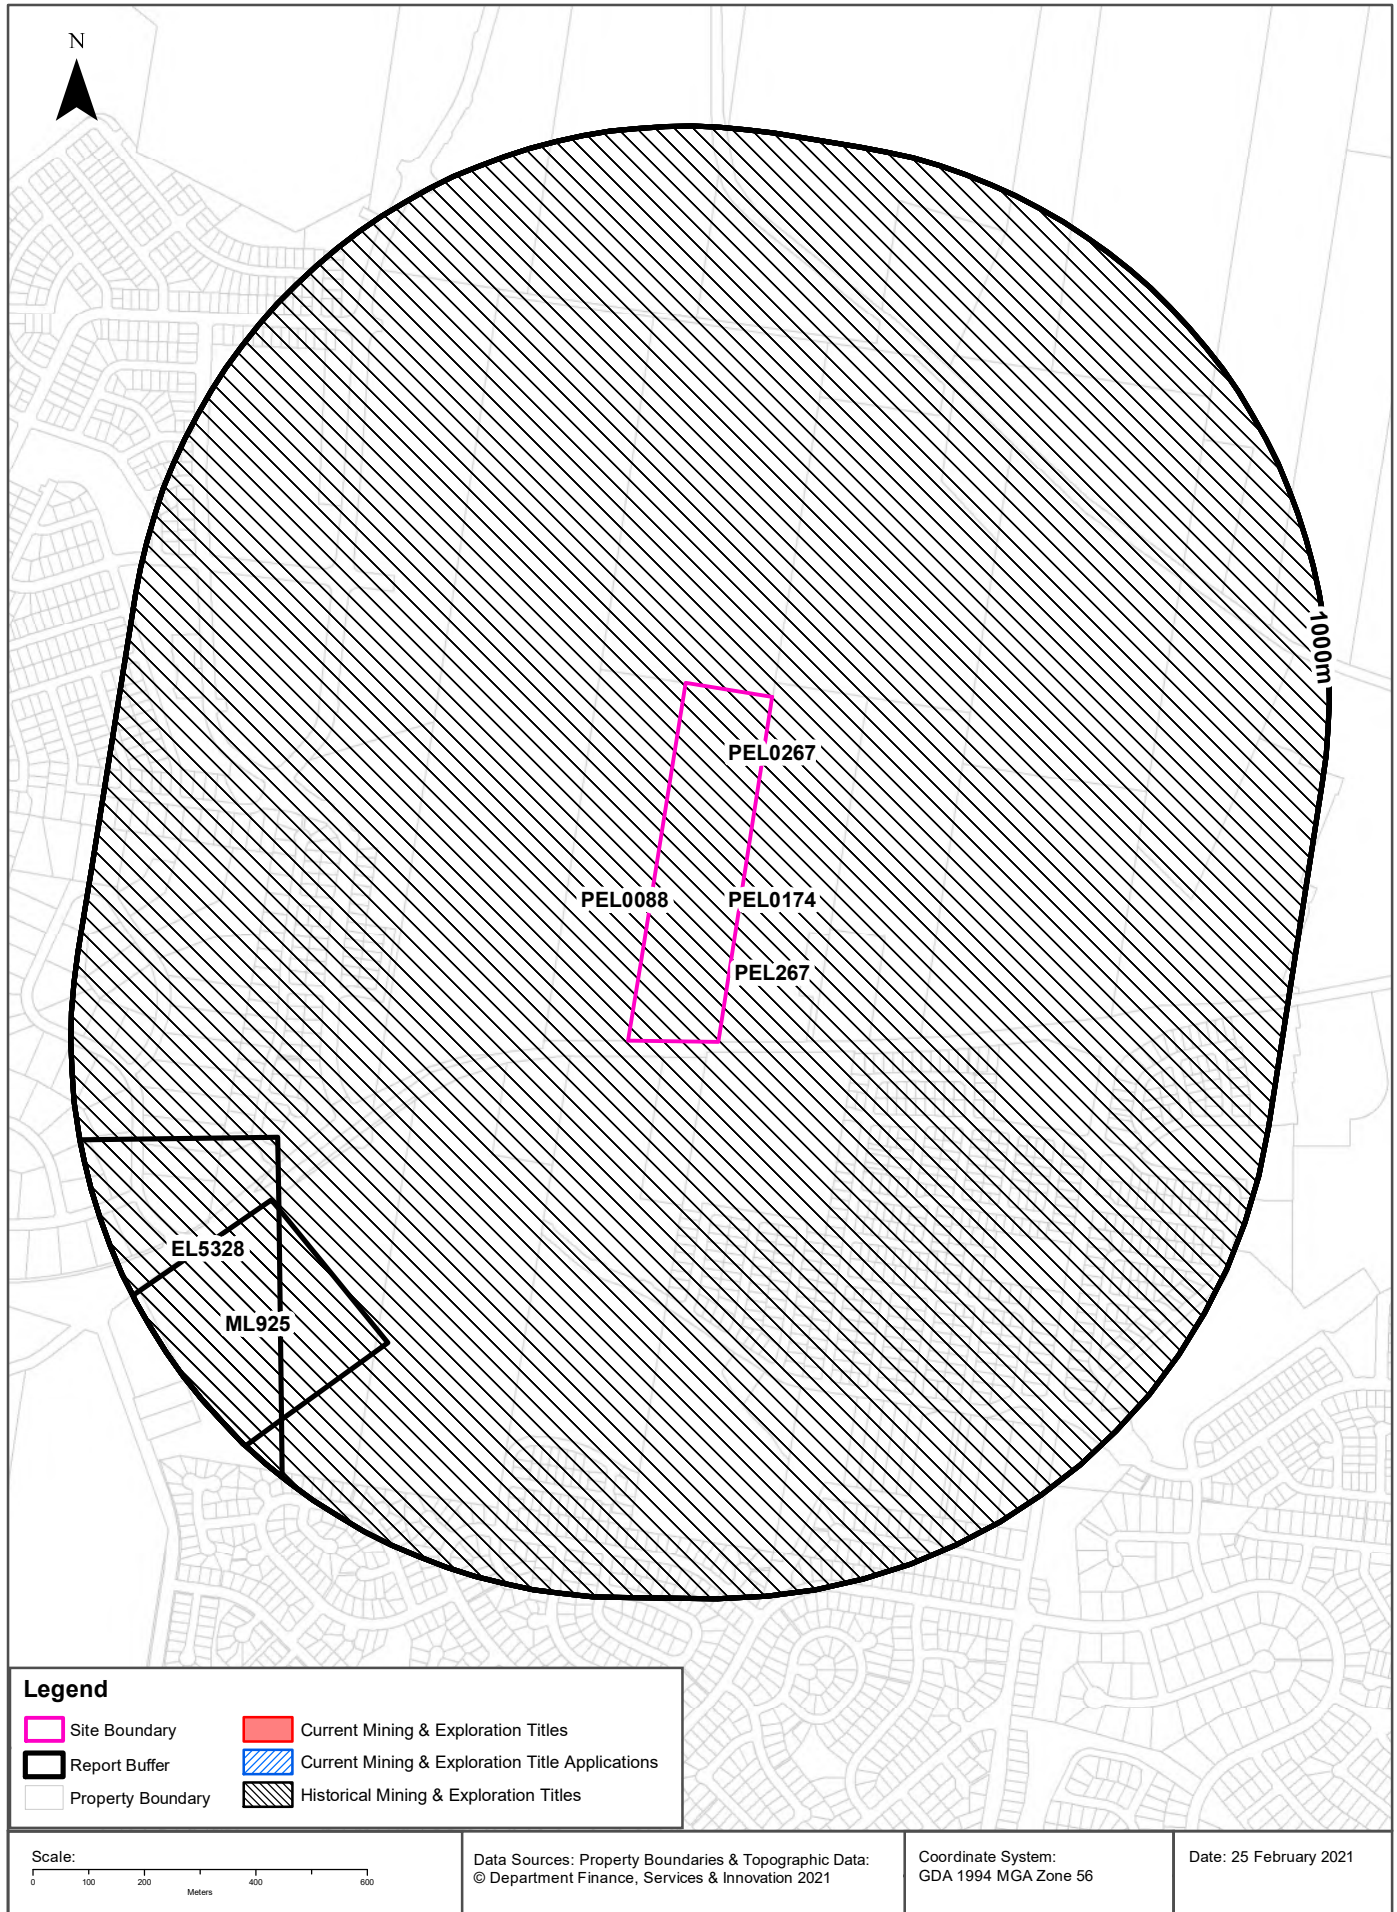 N
1000m
PEL0267
PEL0088
PEL0174
PEL267
EL5328
ML925
Legend
Site Boundary
Report Buffer
Property Boundary
Current Mining & Exploration Titles
Current Mining & Exploration Title Applications
Historical Mining & Exploration Titles
Scale:
0 100 200 400 600
Meters
Data Sources: Property Boundaries & Topographic Data:
© Department Finance, Services & Innovation 2021
Coordinate System:
GDA 1994 MGA Zone 56
Date: 25 February 2021